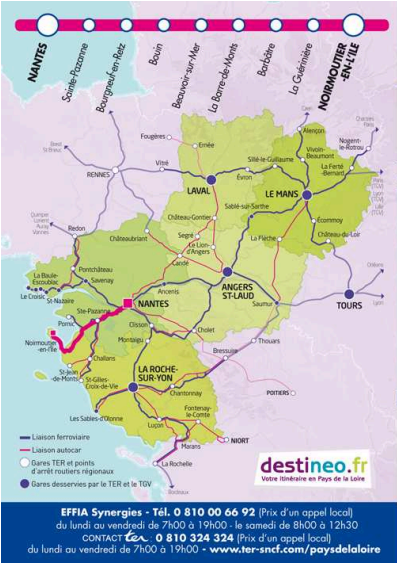 NANTES
Sainte-Pazanne
Bourgneuf-en-Retz
Bouin
Beauvoir-sur-Mer
La Barre-de-Monts
Barbâtre
La Guérinière
NOIRMOUTIER
-EN-L'ILE
Caen
Alençon
Fougères
Ernée
Vivoin-
Beaumont
Nogent-
le-Rotrou
Vitré
Sillé-le-Guillaume
La Ferté
-Bernard
RENNES
Évron
LAVAL
LE MANS
Sablé-sur-Sarthe
Château-Gontier
Écommoy
Redon
Châteaubriant
Segré
La Flèche
Château-du-Loir
Le Lion-
d'Angers
Candé
Pontchâteau
La Baule-
Escoublac
Savenay
ANGERS
ST-LAUD
Ancenis
Le Croisic
St-Nazaire
NANTES
Saumur
TOURS
Ste-Pazanne
Pornic
Clisson
Cholet
Noirmoutier
-en-l'Ile
Montaigu
Thouars
Challans
Bressuire
LA ROCHE-
SUR-YON
St-Jean
-de-Monts
St-Gilles-
Croix-de-Vie
Chantonnay
POITIERS
Fontenay-
le-Comte
Les Sables-d'Olonne
Luçon
NIORT
Marans
La Rochelle
Bordeaux
Liaison ferroviaire
Liaison autocar
Gares TER et points
d'arrêt routiers régionaux
Gares desservies par le TER et le TGV
destineo.fr
Votre itinéraire en Pays de la Loire
EFFIA Synergies - Tél. 0 810 00 66 92 (Prix d'un appel local)
du lundi au vendredi de 7h00 à 19h00 - le samedi de 8h00 à 12h30
CONTACT ter : 0 810 324 324 (Prix d'un appel local)
du lundi au vendredi de 7h00 à 19h00 - www.ter-sncf.com/paysdelaloire